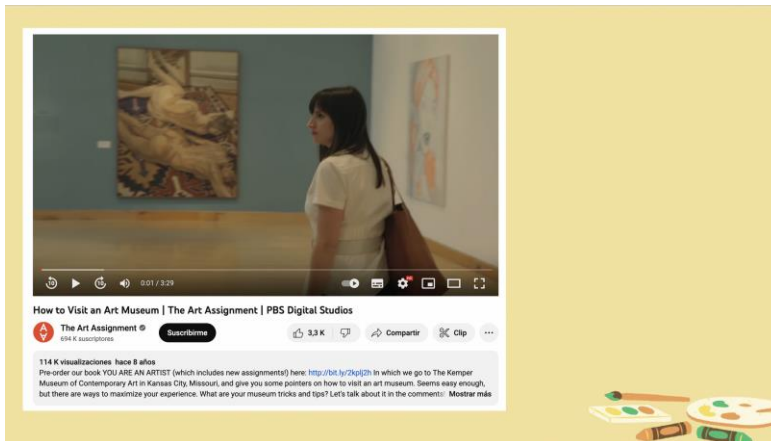 0:01 / 3:29
How to Visit an Art Museum | The Art Assignment | PBS Digital Studios
The Art Assignment
694 K suscriptores
Suscribirme
3,3 K
Compartir
Clip
114 K visualizaciones hace 8 años
Pre-order our book YOU ARE AN ARTIST (which includes new assignments!) here: http://bit.ly/2kplj2h In which we go to The Kemper
Museum of Contemporary Art in Kansas City, Missouri, and give you some pointers on how to visit an art museum. Seems easy enough,
but there are ways to maximize your experience. What are your museum tricks and tips? Let's talk about it in the comments! Mostrar más